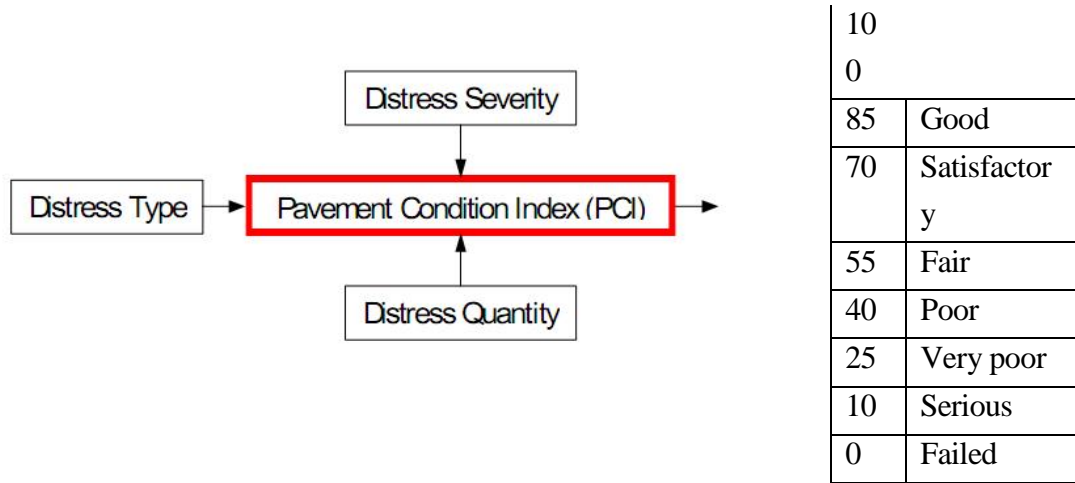 Distress Severity
Distress Type
Pavement Condition Index (PCI)
Distress Quantity
10
0
85 Good
70 Satisfactor
y
55 Fair
40 Poor
25 Very poor
10 Serious
0 Failed